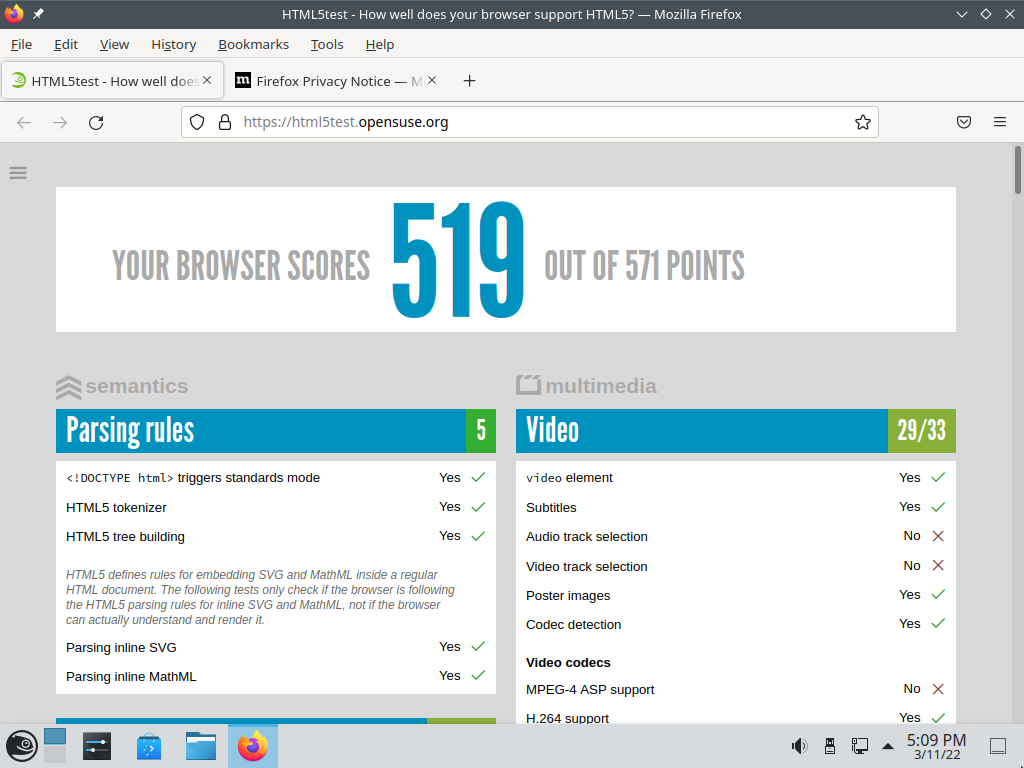 HTML5test - How well does your browser support HTML5? — Mozilla Firefox
File Edit View History Bookmarks Tools Help
HTML5test - How well does
Firefox Privacy Notice — M
https://html5test.opensuse.org
YOUR BROWSER SCORES 519 OUT OF 571 POINTS
semantics
Parsing rules 5
<!DOCTYPE html> triggers standards mode Yes
HTML5 tokenizer Yes
HTML5 tree building Yes
HTML5 defines rules for embedding SVG and MathML inside a regular
HTML document. The following tests only check if the browser is following
the HTML5 parsing rules for inline SVG and MathML, not if the browser
can actually understand and render it.
Parsing inline SVG Yes
Parsing inline MathML Yes
multimedia
Video 29/33
video element Yes
Subtitles Yes
Audio track selection No
Video track selection No
Poster images Yes
Codec detection Yes
Video codecs
MPEG-4 ASP support No
H.264 support Yes
5:09 PM
3/11/22